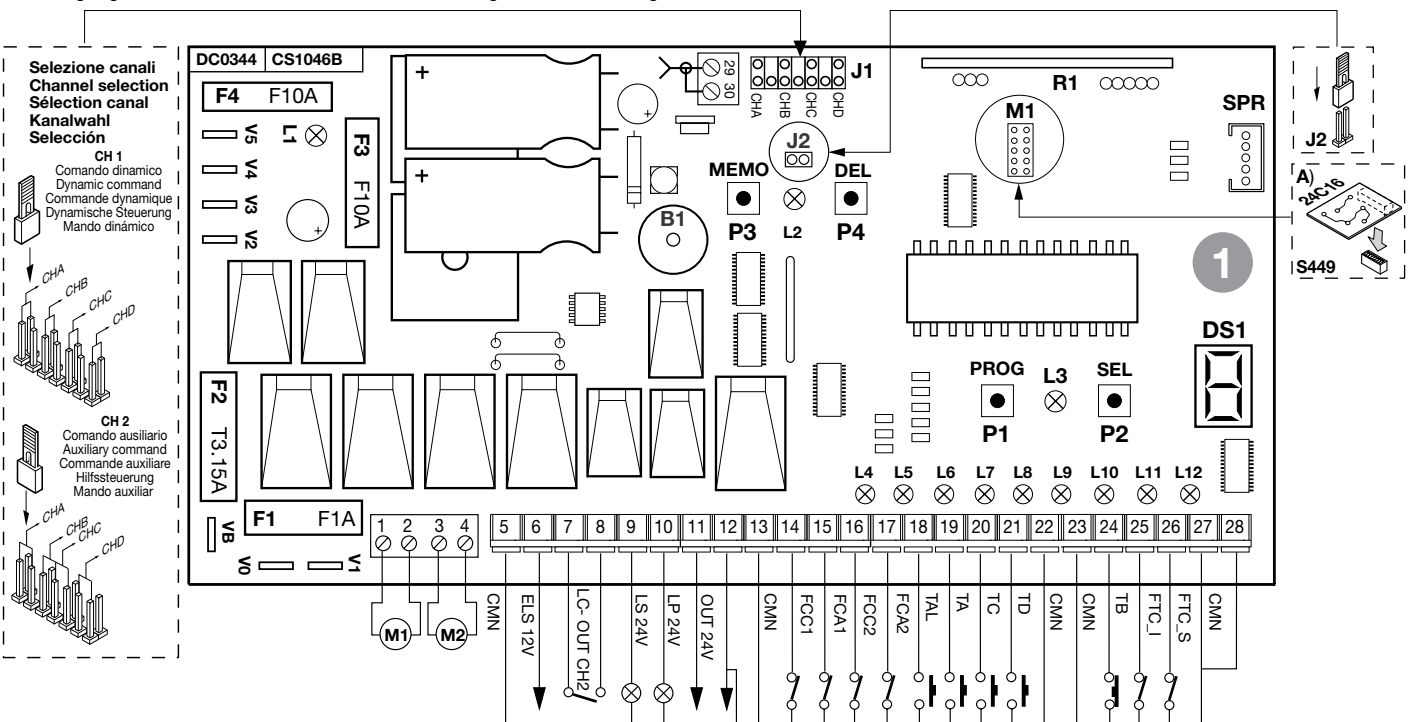 Selezione canali
Channel selection
Sélection canal
Kanalwahl
Selección
CH 1
Comando dinamico
Dynamic command
Commande dynamique
Dynamische Steuerung
Mando dinámico
CHA
CHB
CHC
CHD
CH 2
Comando ausiliario
Auxiliary command
Commande auxiliare
Hilfssteuerung
Mando auxiliar
CHA
CHB
CHC
CHD
DC0344 CS1046B
F4 F10A
V5
V4
V3
V2
L1
F3 F10A
+
+
+
+
29
30
J1
CHA
CHB
CHC
CHD
J2
MEMO
DEL
P3
L2
P4
B1
R1
M1
SPR
J2
A)
24C16
S449
1
DS1
PROG
L3
SEL
P1
P2
F2 T3.15A
F1 F1A
VB
V0
V1
L4 L5 L6 L7 L8 L9 L10 L11 L12
1 2 3 4
5 6 7 8 9 10 11 12 13 14 15 16 17 18 19 20 21 22 23 24 25 26 27 28
M1
M2
CMN
ELS 12V
LC- OUT CH2
LS 24V
LP 24V
OUT 24V
CMN
FCC1
FCA1
FCC2
FCA2
TAL
TA
TC
TD
CMN
CMN
TB
FTC_I
FTC_S
CMN